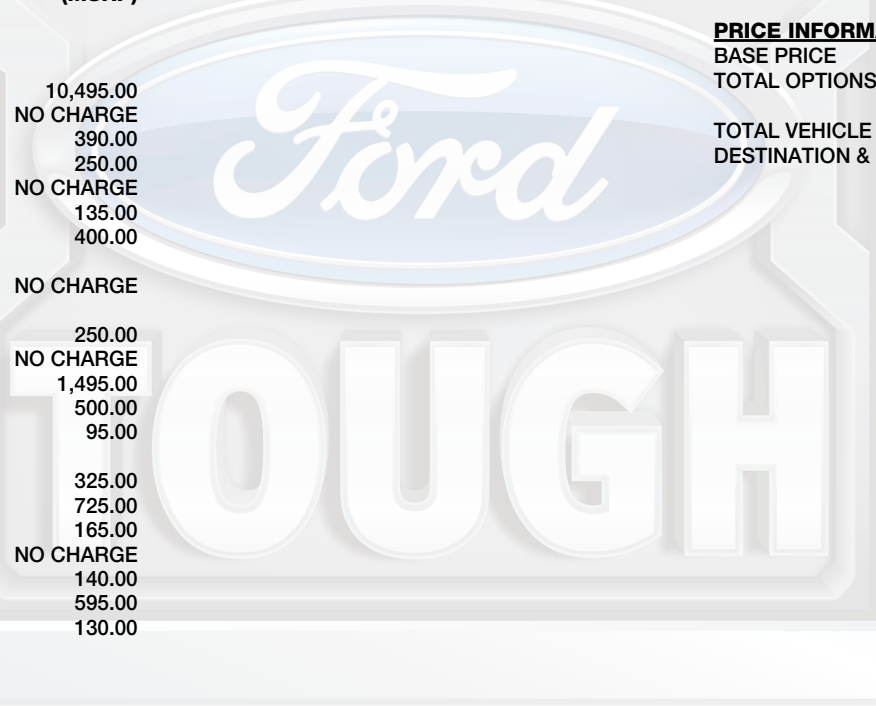 10,495.00
NO CHARGE
390.00
250.00
NO CHARGE
135.00
400.00
NO CHARGE
250.00
NO CHARGE
1,495.00
500.00
95.00
325.00
725.00
165.00
NO CHARGE
140.00
595.00
130.00
PRICE INFORM
BASE PRICE
TOTAL OPTIONS
TOTAL VEHICLE
DESTINATION &
Ford
TOUGH